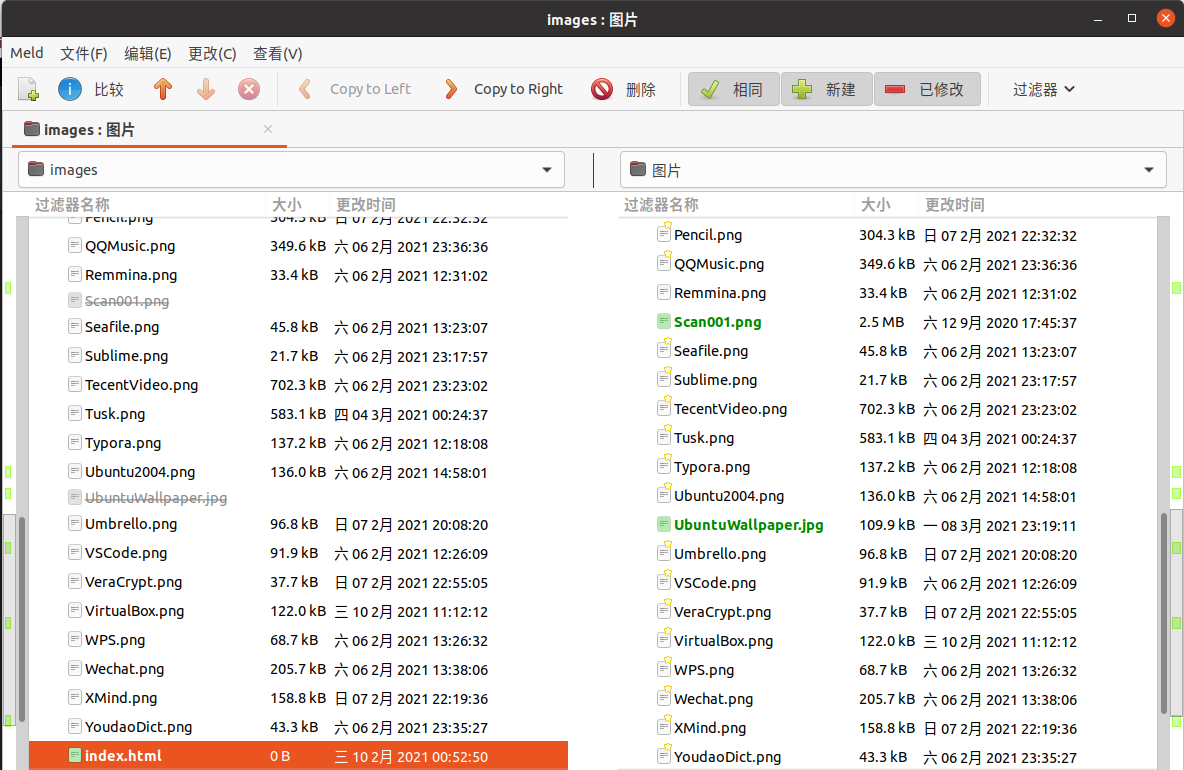 images : 图片
Meld 文件(F) 编辑(E) 更改(C) 查看(V)
比较 Copy to Left Copy to Right 删除 相同 新建 已修改 过滤器
images : 图片
images 图片
过滤器名称 大小 更改时间 过滤器名称 大小 更改时间
Pencil.png 304.3 kB 日 07 2月 2021 22:32:32
QQMusic.png 349.6 kB 六 06 2月 2021 23:36:36
Remmina.png 33.4 kB 六 06 2月 2021 12:31:02
Scan001.png
Seafile.png 45.8 kB 六 06 2月 2021 13:23:07
Sublime.png 21.7 kB 六 06 2月 2021 23:17:57
TecentVideo.png 702.3 kB 六 06 2月 2021 23:23:02
Tusk.png 583.1 kB 四 04 3月 2021 00:24:37
Typora.png 137.2 kB 六 06 2月 2021 12:18:08
Ubuntu2004.png 136.0 kB 六 06 2月 2021 14:58:01
UbuntuWallpaper.jpg
Umbrello.png 96.8 kB 日 07 2月 2021 20:08:20
VSCode.png 91.9 kB 六 06 2月 2021 12:26:09
VeraCrypt.png 37.7 kB 日 07 2月 2021 22:55:05
VirtualBox.png 122.0 kB 三 10 2月 2021 11:12:12
WPS.png 68.7 kB 六 06 2月 2021 13:26:32
Wechat.png 205.7 kB 六 06 2月 2021 13:38:06
XMind.png 158.8 kB 日 07 2月 2021 22:19:36
YoudaoDict.png 43.3 kB 六 06 2月 2021 23:35:27
index.html 0 B 三 10 2月 2021 00:52:50
Pencil.png 304.3 kB 日 07 2月 2021 22:32:32
QQMusic.png 349.6 kB 六 06 2月 2021 23:36:36
Remmina.png 33.4 kB 六 06 2月 2021 12:31:02
Scan001.png 2.5 MB 六 12 9月 2020 17:45:37
Seafile.png 45.8 kB 六 06 2月 2021 13:23:07
Sublime.png 21.7 kB 六 06 2月 2021 23:17:57
TecentVideo.png 702.3 kB 六 06 2月 2021 23:23:02
Tusk.png 583.1 kB 四 04 3月 2021 00:24:37
Typora.png 137.2 kB 六 06 2月 2021 12:18:08
Ubuntu2004.png 136.0 kB 六 06 2月 2021 14:58:01
UbuntuWallpaper.jpg 109.9 kB 一 08 3月 2021 23:19:11
Umbrello.png 96.8 kB 日 07 2月 2021 20:08:20
VSCode.png 91.9 kB 六 06 2月 2021 12:26:09
VeraCrypt.png 37.7 kB 日 07 2月 2021 22:55:05
VirtualBox.png 122.0 kB 三 10 2月 2021 11:12:12
WPS.png 68.7 kB 六 06 2月 2021 13:26:32
Wechat.png 205.7 kB 六 06 2月 2021 13:38:06
XMind.png 158.8 kB 日 07 2月 2021 22:19:36
YoudaoDict.png 43.3 kB 六 06 2月 2021 23:35:27